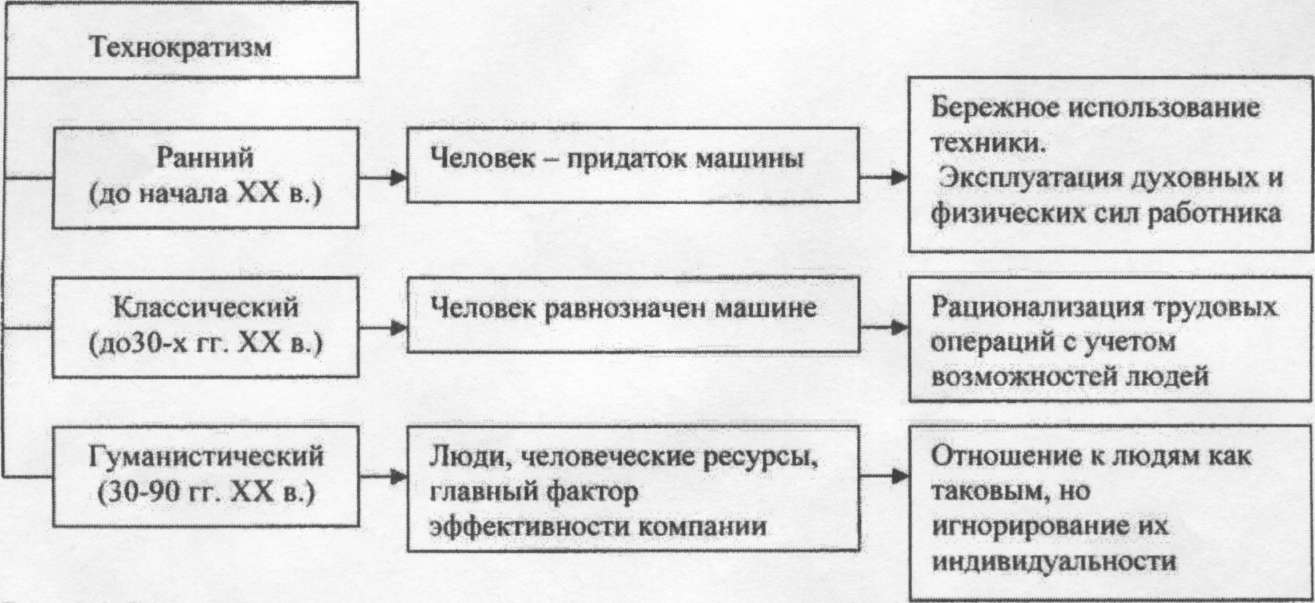 Технократизм
Ранний
(до начала XX в.)
Человек – придаток машины
Бережное использование
техники.
Эксплуатация духовных и
физических сил работника
Классический
(до30-х гг. XX в.)
Человек равнозначен машине
Рационализация трудовых
операций с учетом
возможностей людей
Гуманистический
(30-90 гг. XX в.)
Люди, человеческие ресурсы,
главный фактор
эффективности компании
Отношение к людям как
таковым, но
игнорирование их
индивидуальности